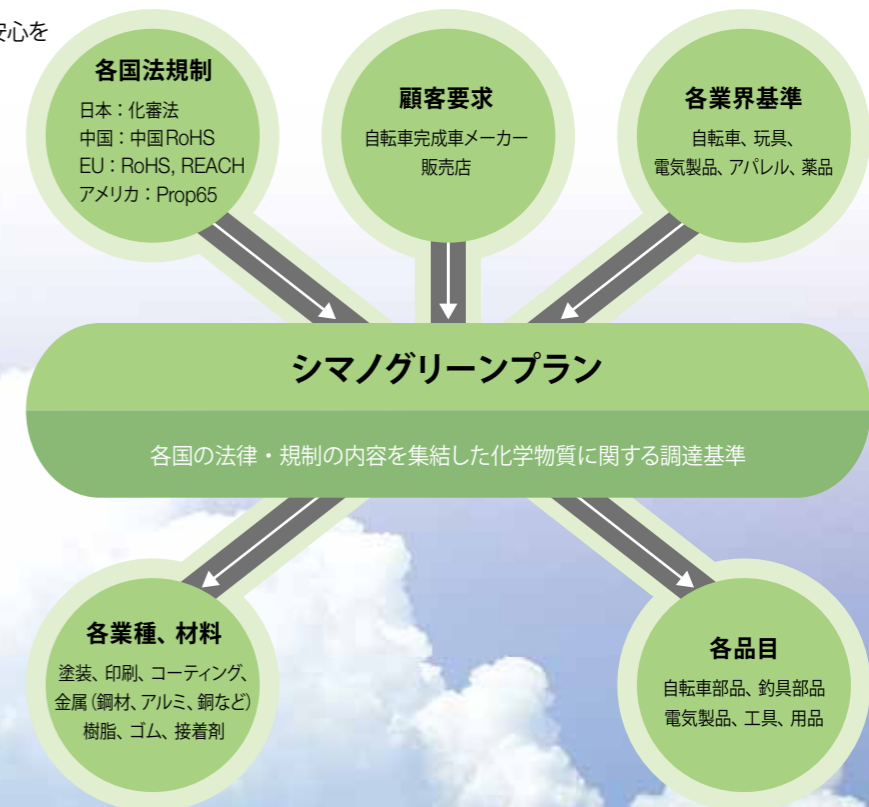 安心を
各国法規制
日本：化審法
中国：中国RoHS
EU：RoHS, REACH
アメリカ：Prop65
顧客要求
自転車完成車メーカー
販売店
各業界基準
自転車、玩具、
電気製品、アパレル、薬品
シマノグリーンプラン
各国の法律・規制の内容を集結した化学物質に関する調達基準
各業種、材料
塗装、印刷、コーティング、
金属（鋼材、アルミ、銅など）
樹脂、ゴム、接着剤
各品目
自転車部品、釣具部品
電気製品、工具、用品